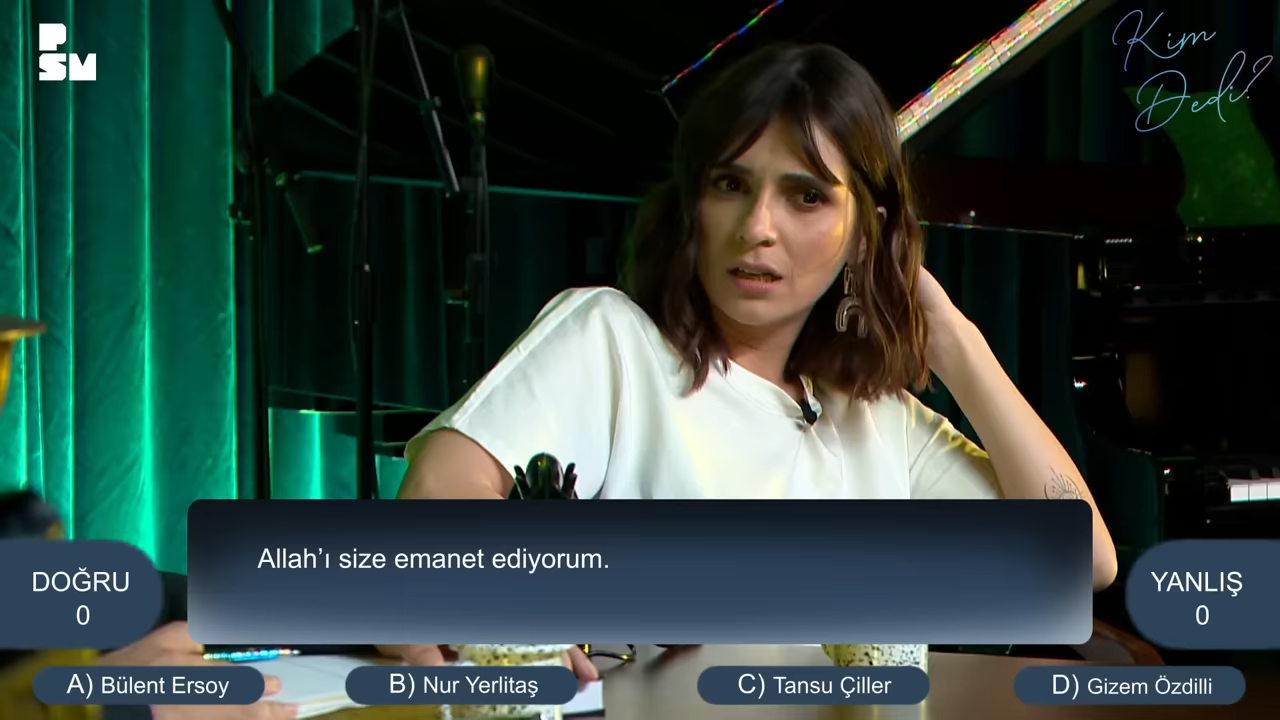 PSM
Kim
Dedi?
Allah’ı size emanet ediyorum.
DOĞRU
0
YANLIŞ
0
A) Bülent Ersoy
B) Nur Yerlitaş
C) Tansu Çiller
D) Gizem Özdilli